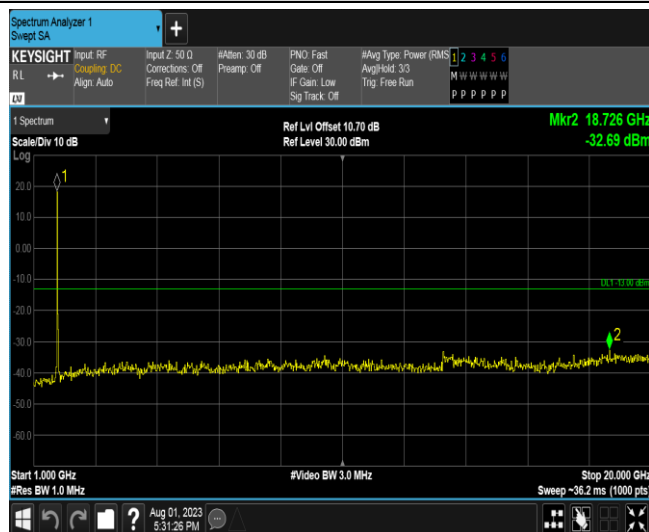 Spectrum Analyzer 1
Swept SA
KEYSIGHT Input: RF Input Z: 50 Ω #Atten: 30 dB PNO: Fast #Avg Type: Power (RMS 1 2 3 4 5 6
RL Coupling: DC Corrections: Off Preamp: Off Gate: Off Avg|Hold: 3/3 M W W W W W
Align: Auto Freq Ref: Int (S) IF Gain: Low Trig: Free Run
Sig Track: Off P P P P P P
LXI
1 Spectrum Ref Lvl Offset 10.70 dB Mkr2 18.726 GHz
Scale/Div 10 dB Ref Level 30.00 dBm -32.69 dBm
Log
1
20.0
10.0
0.00
-10.0
DL1 -13.00 dBm
-20.0
-30.0
2
-40.0
-50.0
-60.0
Start 1.000 GHz #Video BW 3.0 MHz Stop 20.000 GHz
#Res BW 1.0 MHz Sweep ~36.2 ms (1000 pts)
? Aug 01, 2023
5:31:26 PM